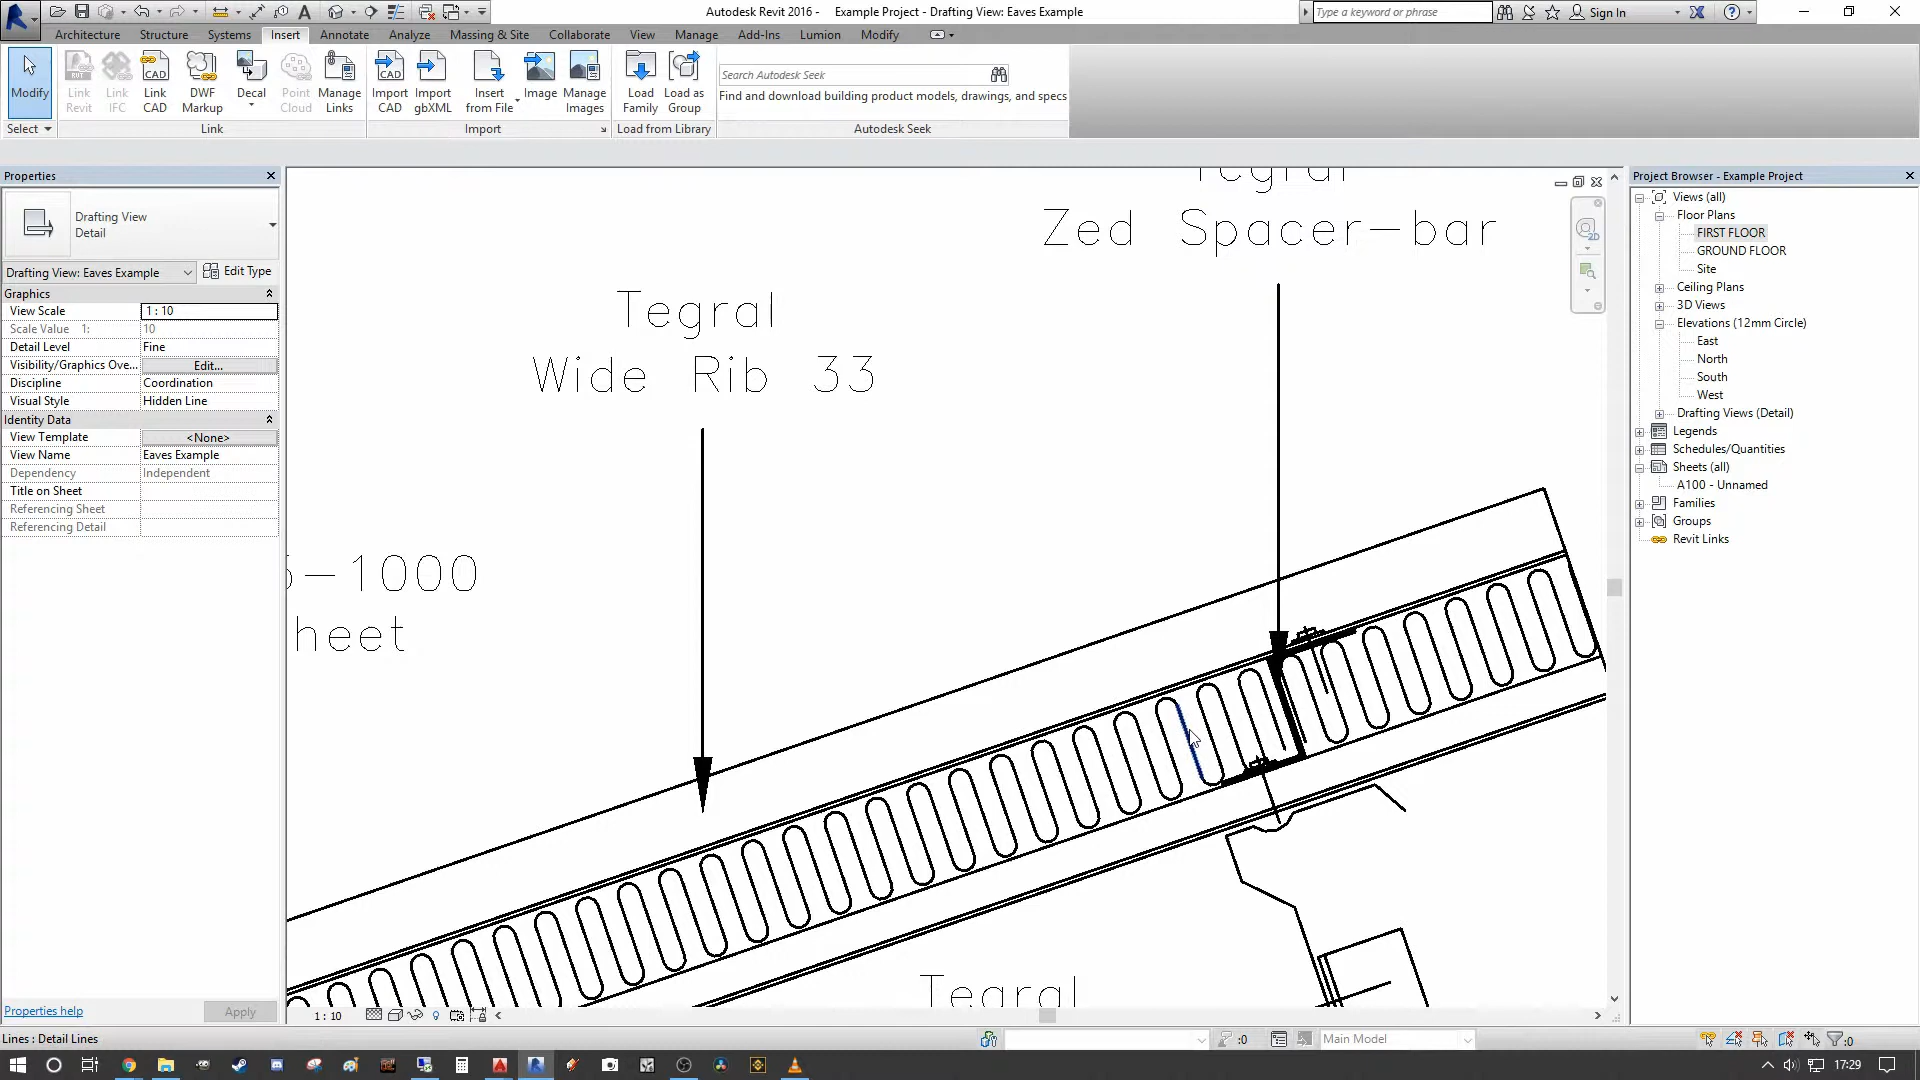 Autodesk Revit 2016 - Example Project - Drafting View: Eaves Example
Type a keyword or phrase
Sign In
Architecture Structure Systems Insert Annotate Analyze Massing & Site Collaborate View Manage Add-Ins Lumion Modify
Modify
Link Revit
Link IFC
Link CAD
DWF Markup
Decal
Point Cloud
Manage Links
Import CAD
Import gbXML
Insert from File
Image
Manage Images
Load Family
Load as Group
Search Autodesk Seek
Find and download building product models, drawings, and specs
Select
Link
Import
Load from Library
Autodesk Seek
Properties
Drafting View
Detail
Drafting View: Eaves Example
Edit Type
Graphics
View Scale 1 : 10
Scale Value 1: 10
Detail Level Fine
Visibility/Graphics Ove... Edit...
Discipline Coordination
Visual Style Hidden Line
Identity Data
View Template <None>
View Name Eaves Example
Dependency Independent
Title on Sheet
Referencing Sheet
Referencing Detail
Properties help
Apply
Tegral
Zed Spacer-bar
Tegral
Wide Rib 33
-1000
heet
Tegral
2D
1 : 10
Project Browser - Example Project
Views (all)
Floor Plans
FIRST FLOOR
GROUND FLOOR
Site
Ceiling Plans
3D Views
Elevations (12mm Circle)
East
North
South
West
Drafting Views (Detail)
Legends
Schedules/Quantities
Sheets (all)
A100 - Unnamed
Families
Groups
Revit Links
Lines : Detail Lines
:0
Main Model
:0
17:29